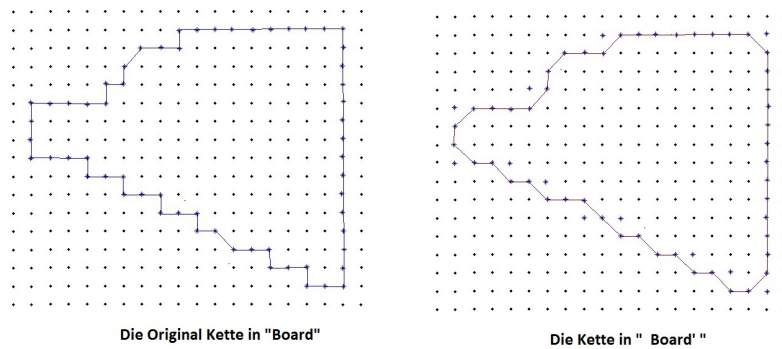 Die Original Kette in "Board"
Die Kette in " Board' "